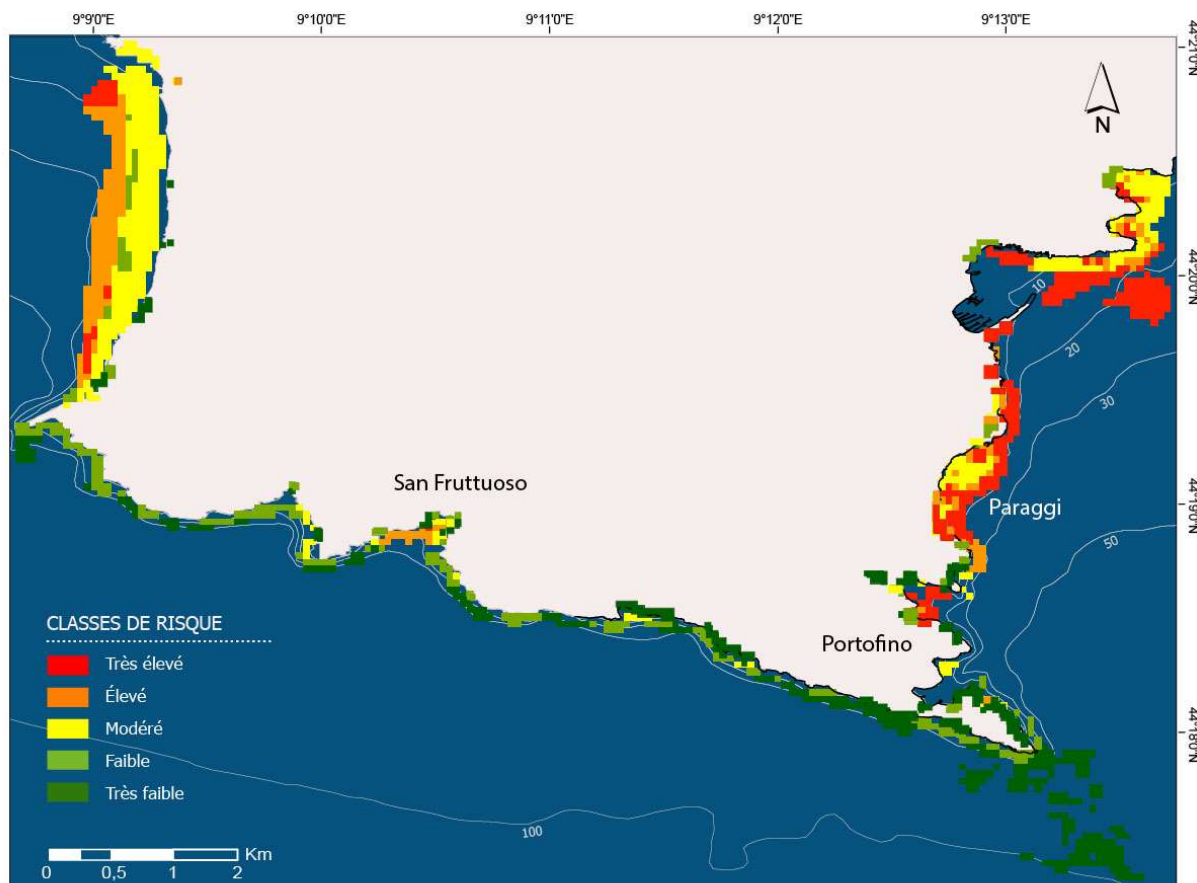 9°9'0"E 9°10'0"E 9°11'0"E 9°12'0"E 9°13'0"E
44°21'0"N
N
44°20'0"N
10
20
30
San Fruttuoso
44°19'0"N
Paraggi
50
CLASSES DE RISQUE
Très élevé
Portofino
Élevé
Modéré
44°18'0"N
Faible
Très faible
100
Km
0 0,5 1 2